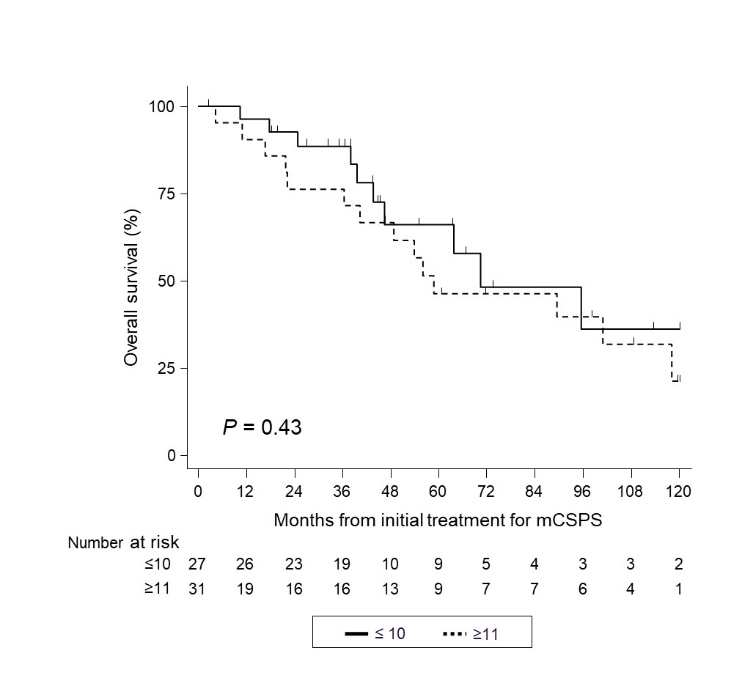 100
75
50
25
0
Overall survival (%)
P = 0.43
0 12 24 36 48 60 72 84 96 108 120
Months from initial treatment for mCSPS
Number at risk
≤10 27 26 23 19 10 9 5 4 3 3 2
≥11 31 19 16 16 13 9 7 7 6 4 1
≤ 10 ≥11